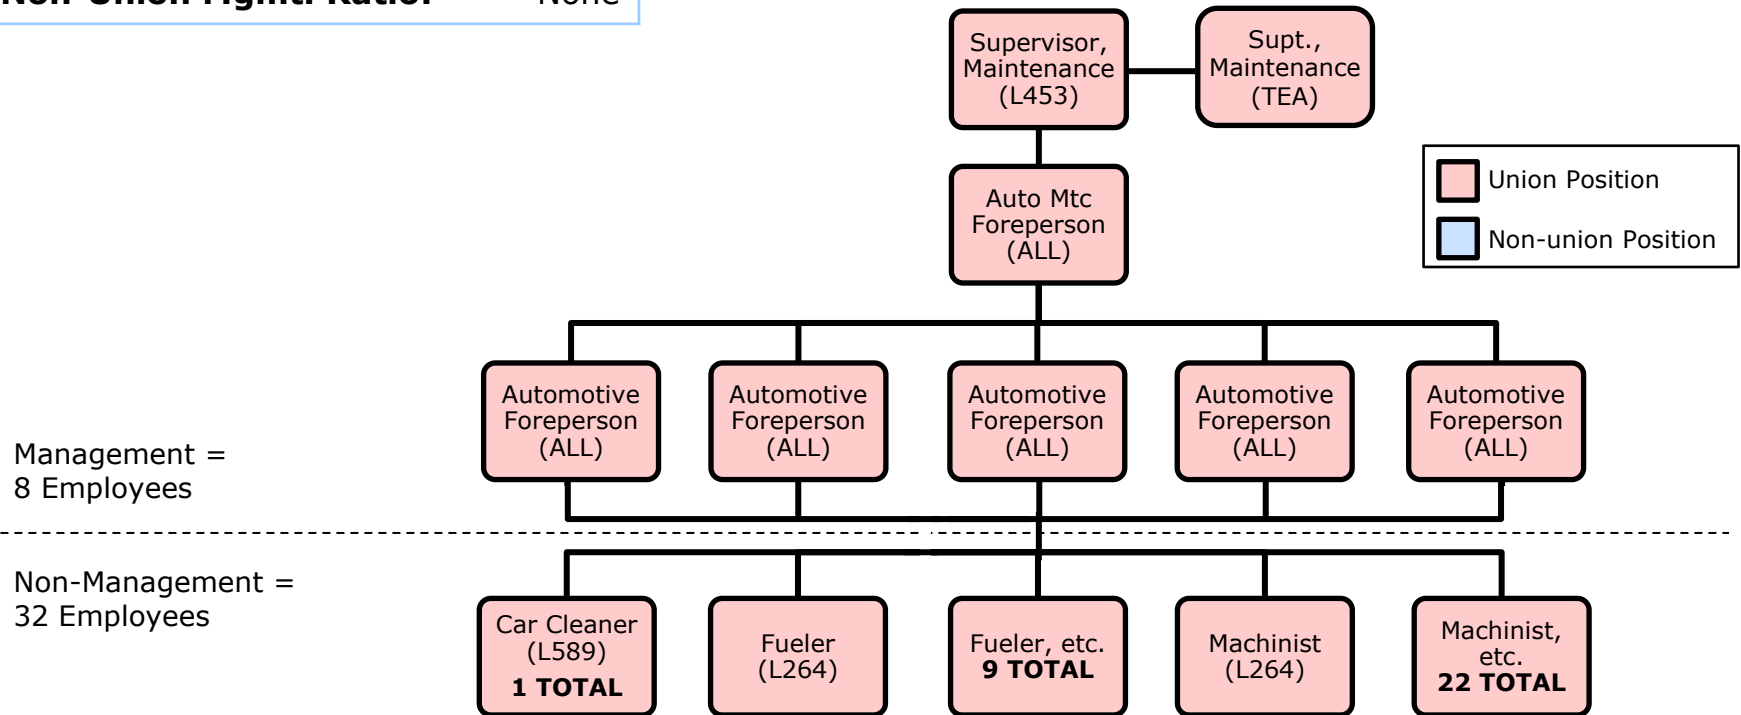 Non-Union Mgmt. Ratio: None
Supervisor,
Maintenance
(L453)
Supt.,
Maintenance
(TEA)
Union Position
Non-union Position
Auto Mtc
Foreperson
(ALL)
Automotive
Foreperson
(ALL)
Automotive
Foreperson
(ALL)
Automotive
Foreperson
(ALL)
Automotive
Foreperson
(ALL)
Automotive
Foreperson
(ALL)
Management =
8 Employees
Non-Management =
32 Employees
Car Cleaner
(L589)
1 TOTAL
Fueler
(L264)
Fueler, etc.
9 TOTAL
Machinist
(L264)
Machinist,
etc.
22 TOTAL